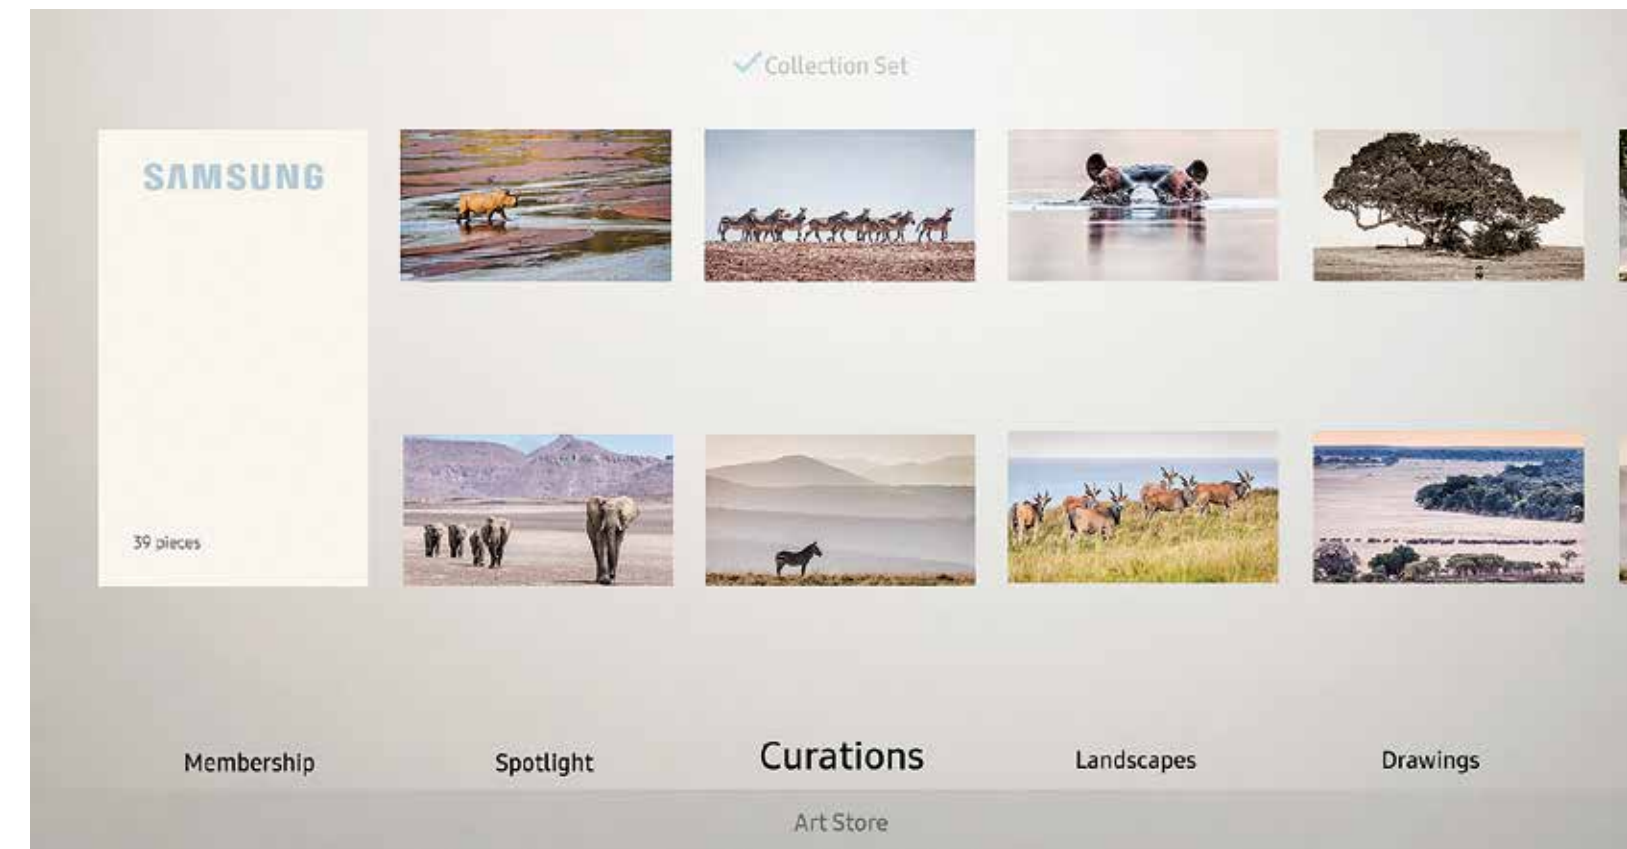 Collection Set
SAMSUNG
39 pieces
Membership
Spotlight
Curations
Landscapes
Drawings
Art Store